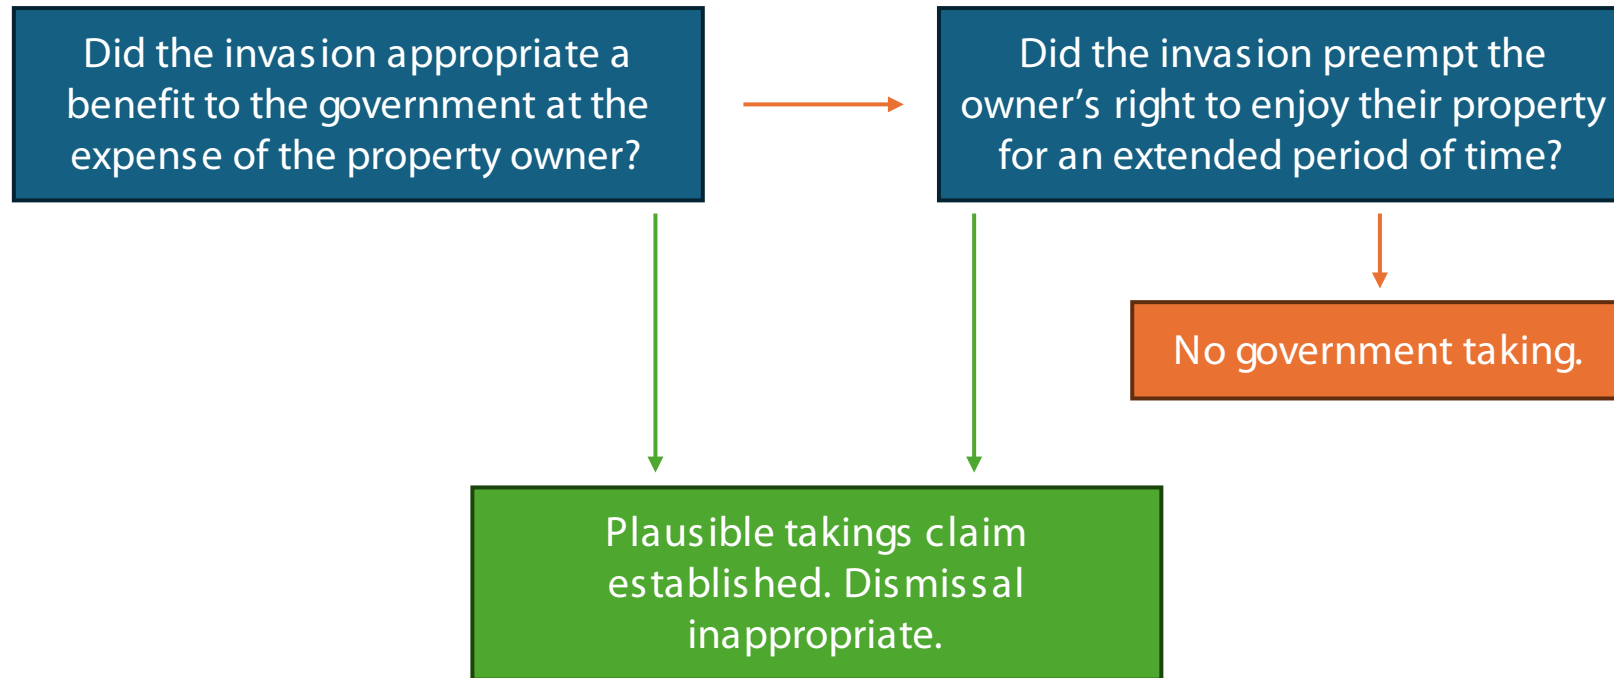 Did the invasion appropriate a
benefit to the government at the
expense of the property owner?
Did the invasion preempt the
owner’s right to enjoy their property
for an extended period of time?
No government taking.
Plausible takings claim
established. Dismissal
inappropriate.